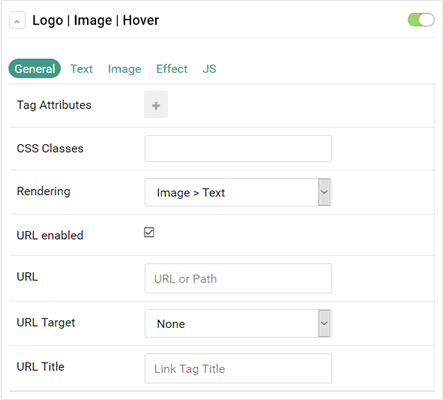 Logo | Image | Hover
General Text Image Effect JS
Tag Attributes +
CSS Classes
Rendering Image > Text
URL enabled
URL URL or Path
URL Target None
URL Title Link Tag Title